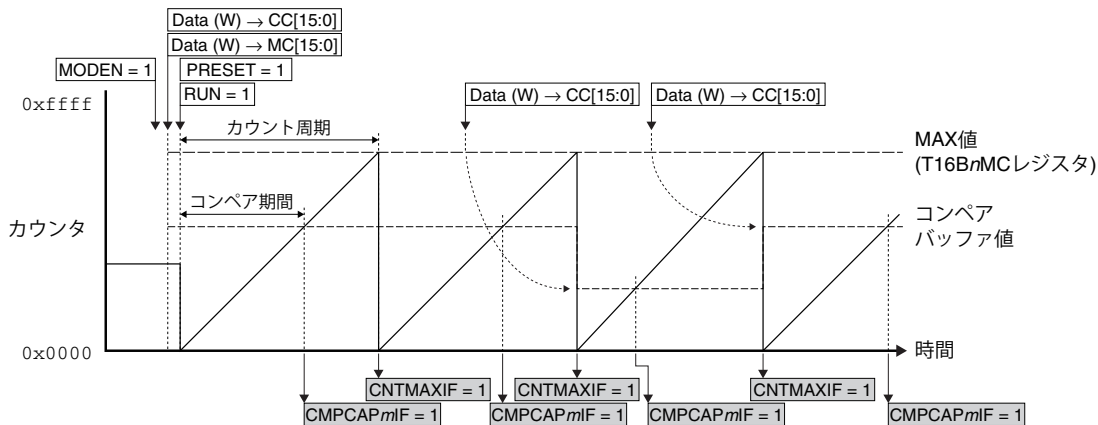 Data (W) → CC[15:0]
Data (W) → MC[15:0]
MODEN = 1
PRESET = 1
RUN = 1
Data (W) → CC[15:0]
Data (W) → CC[15:0]
0xffff
カウント周期
MAX値
(T16BnMCレジスタ)
コンペア期間
カウンタ
コンペア
バッファ値
0x0000
時間
CNTMAXIF = 1
CNTMAXIF = 1
CNTMAXIF = 1
CMPCAPmIF = 1
CMPCAPmIF = 1
CMPCAPmIF = 1
CMPCAPmIF = 1